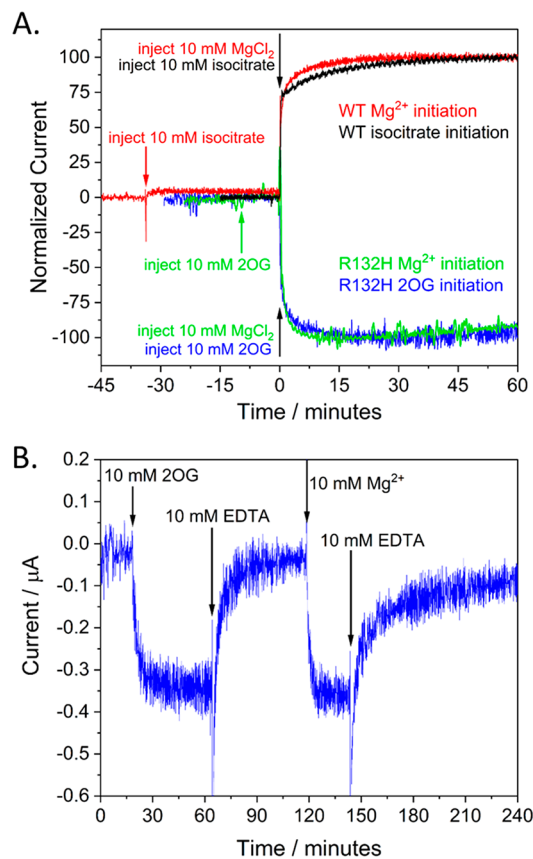 A.
inject 10 mM MgCl2
inject 10 mM isocitrate
inject 10 mM isocitrate
WT Mg2+ initiation
WT isocitrate initiation
inject 10 mM 2OG
R132H Mg2+ initiation
R132H 2OG initiation
inject 10 mM MgCl2
inject 10 mM 2OG
Normalized Current
100
75
50
25
0
-25
-50
-75
-100
-45 -30 -15 0 15 30 45 60
Time / minutes
B.
10 mM 2OG
10 mM EDTA
10 mM Mg2+
10 mM EDTA
Current / μA
0.2
0.1
0.0
-0.1
-0.2
-0.3
-0.4
-0.5
-0.6
0 30 60 90 120 150 180 210 240
Time / minutes